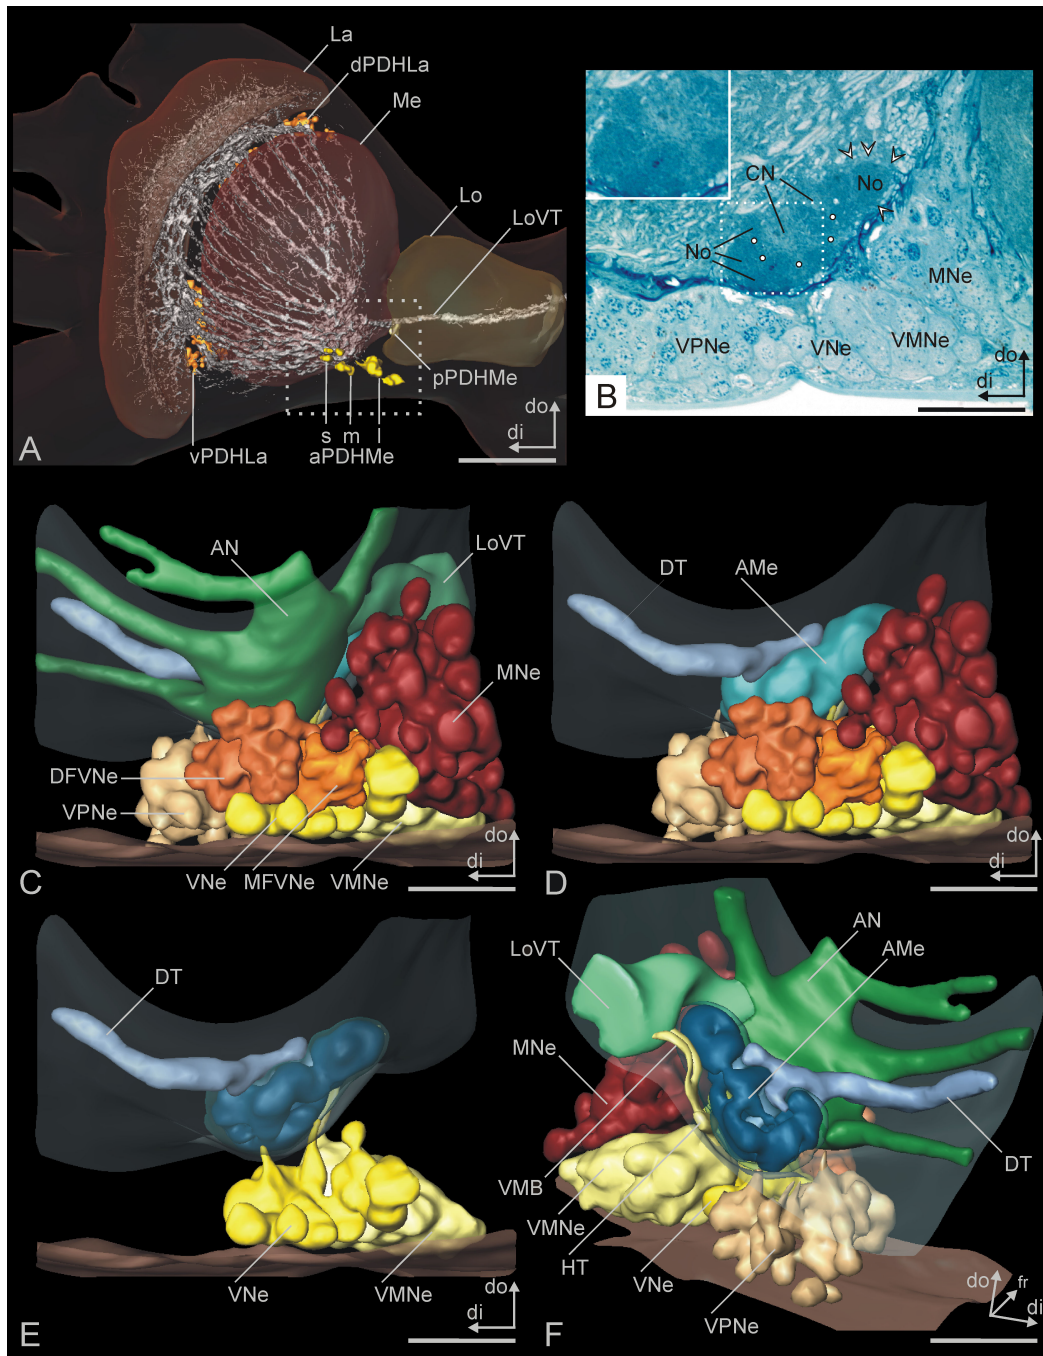 La
dPDHLa
Me
Lo
LoVT
pPDHMe
s m l
vPDHLa aPDHMe
do
di
A
CN
No
No
MNe
VPNe
VNe
VMNe
do
di
B
AN
LoVT
MNe
DFVNe
VPNe
VNe MFVNe VMNe
do
di
C
DT
AMe
do
di
D
DT
VNe
VMNe
do
di
E
AN
LoVT
AMe
MNe
DT
VMB
VMNe
HT
VNe
VPNe
do
fr
di
F